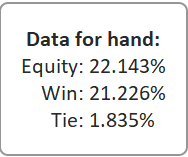 Data for hand:
Equity: 22.143%
Win: 21.226%
Tie: 1.835%